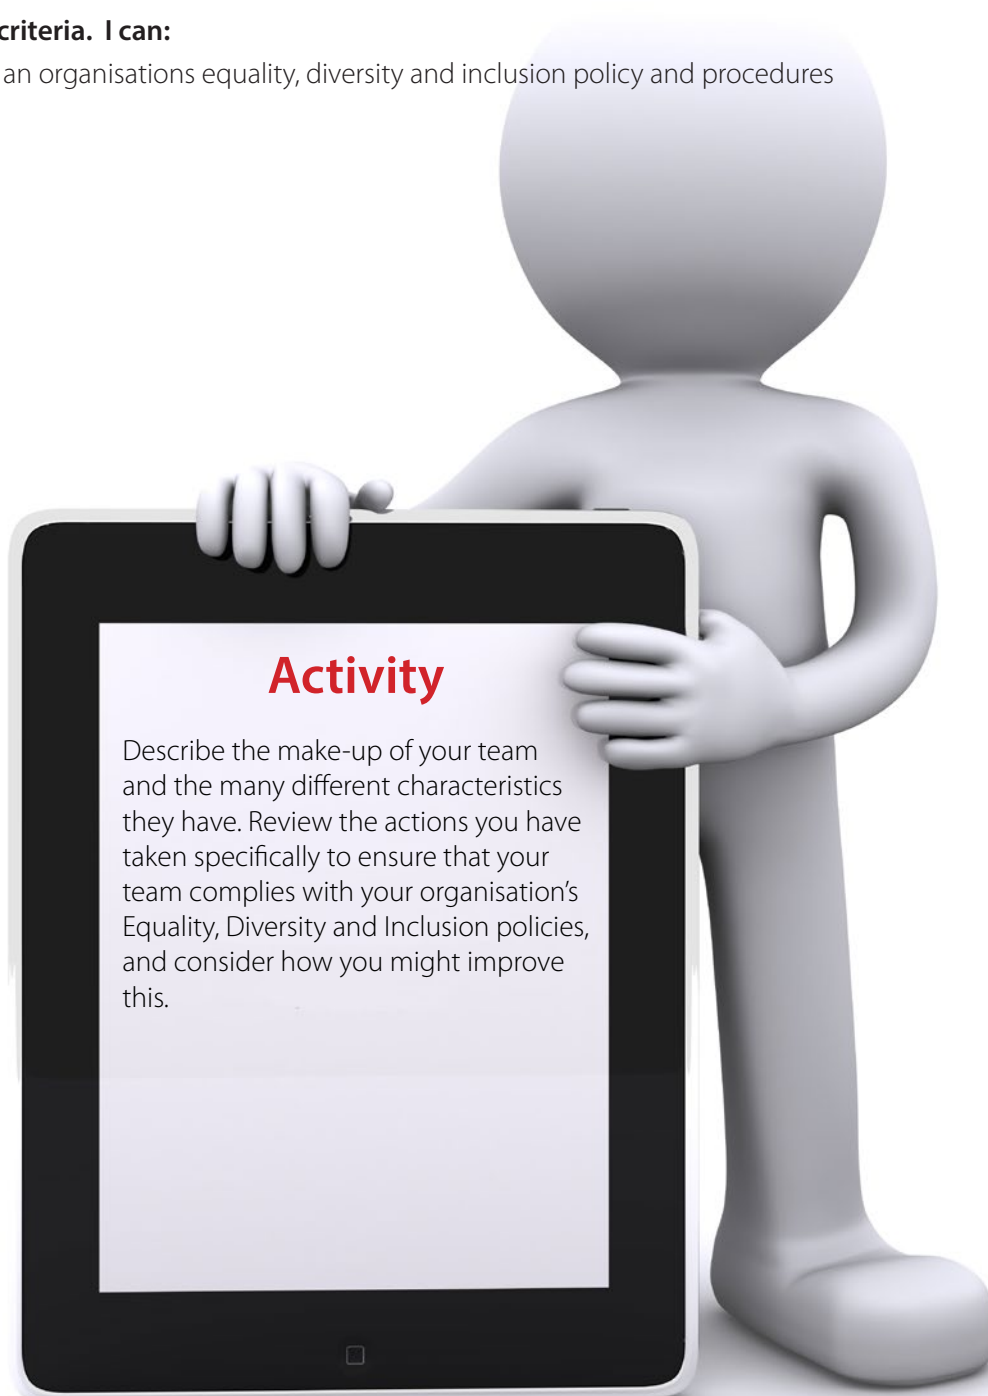 criteria. I can:
an organisations equality, diversity and inclusion policy and procedures
Activity
Describe the make-up of your team
and the many different characteristics
they have. Review the actions you have
taken specifically to ensure that your
team complies with your organisation’s
Equality, Diversity and Inclusion policies,
and consider how you might improve
this.